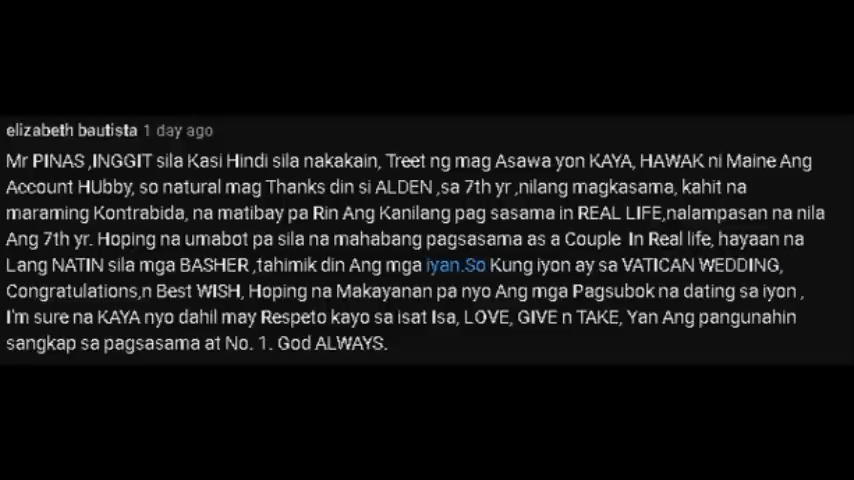 elizabeth bautista 1 day ago
Mr PINAS ,INGGIT sila Kasi Hindi sila nakakain, Treet ng mag Asawa yon KAYA, HAWAK ni Maine Ang
Account HUbby, so natural mag Thanks din si ALDEN ,sa 7th yr ,nilang magkasama, kahit na
maraming Kontrabida, na matibay pa Rin Ang Kanilang pag sasama in REAL LIFE,nalampasan na nila
Ang 7th yr. Hoping na umabot pa sila na mahabang pagsasama as a Couple In Real life, hayaan na
Lang NATIN sila mga BASHER ,tahimik din Ang mga iyan.So Kung iyon ay sa VATICAN WEDDING,
Congratulations,n Best WISH, Hoping na Makayanan pa nyo Ang mga Pagsubok na dating sa iyon ,
I'm sure na KAYA nyo dahil may Respeto kayo sa isat Isa, LOVE, GIVE n TAKE, Yan Ang pangunahin
sangkap sa pagsasama at No. 1. God ALWAYS.